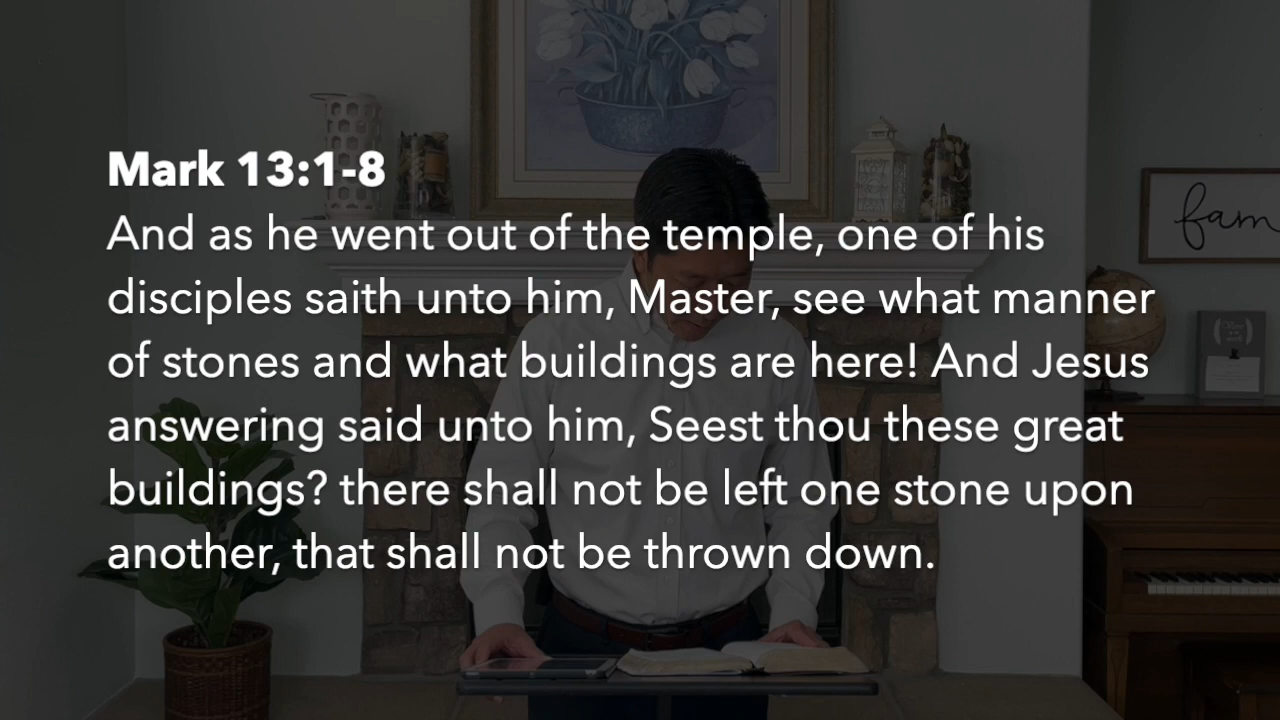 Mark 13:1-8
And as he went out of the temple, one of his
disciples saith unto him, Master, see what manner
of stones and what buildings are here! And Jesus
answering said unto him, Seest thou these great
buildings? there shall not be left one stone upon
another, that shall not be thrown down.
fam